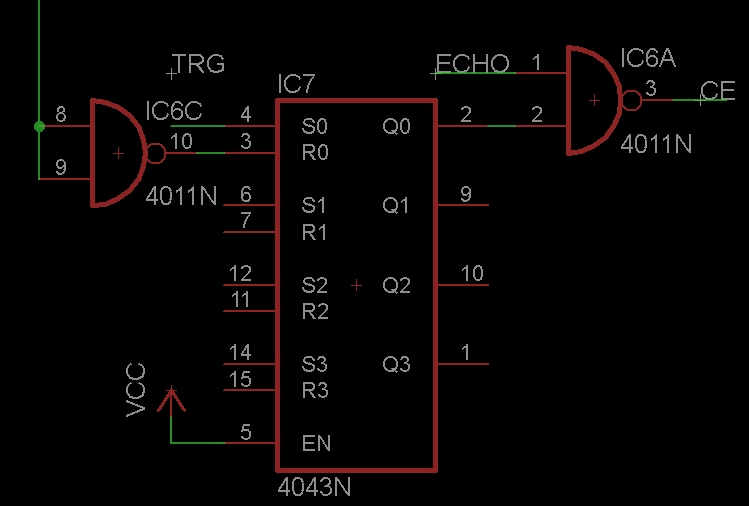 TRG
ECHO
1
IC6A
IC7
3
CE
8
IC6C
4
S0
Q0
2
2
10
3
R0
4011N
9
4011N
6
S1
Q1
9
7
R1
12
S2
Q2
10
11
R2
14
S3
Q3
1
15
R3
VCC
5
EN
4043N